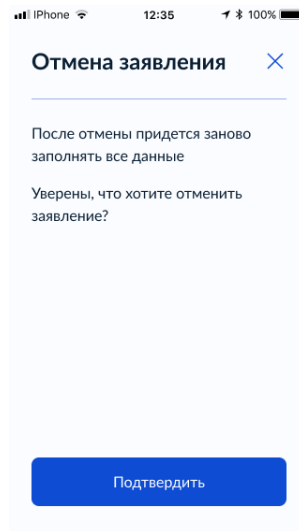 IPhone 12:35 100%
Отмена заявления
После отмены придется заново
заполнять все данные
Уверены, что хотите отменить
заявление?
Подтвердить